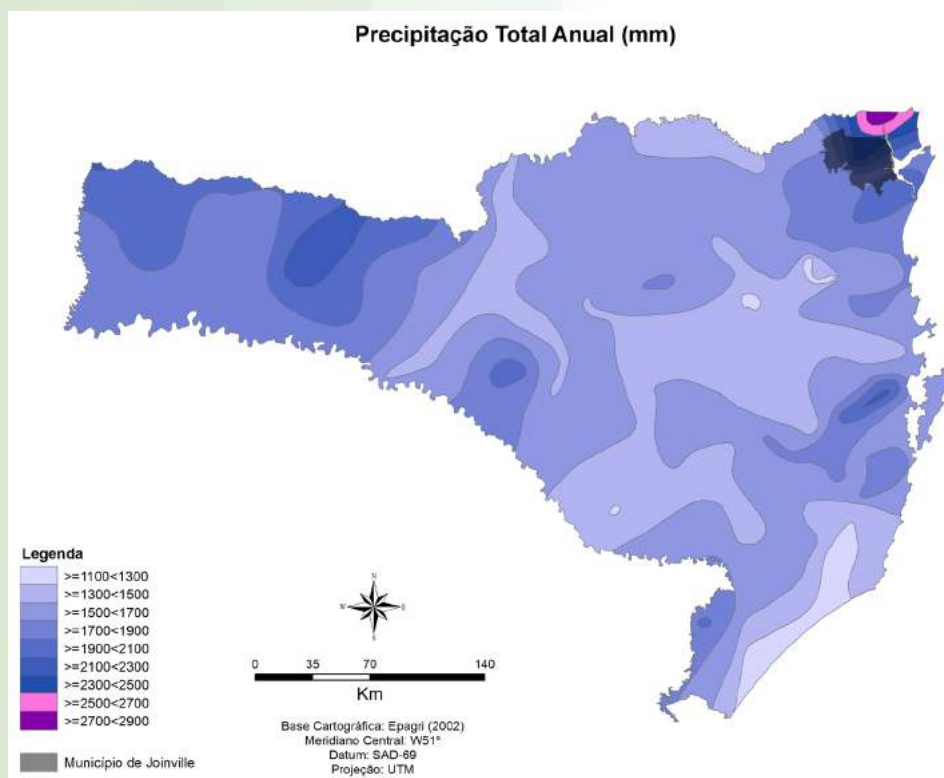 Precipitação Total Anual (mm)
Legenda
>=1100<1300
>=1300<1500
>=1500<1700
>=1700<1900
>=1900<2100
>=2100<2300
>=2300<2500
>=2500<2700
>=2700<2900
Município de Joinville
N
W E
S
0 35 70 140
Km
Base Cartográfica: Epagri (2002)
Meridiano Central: W51º
Datum: SAD-69
Projeção: UTM